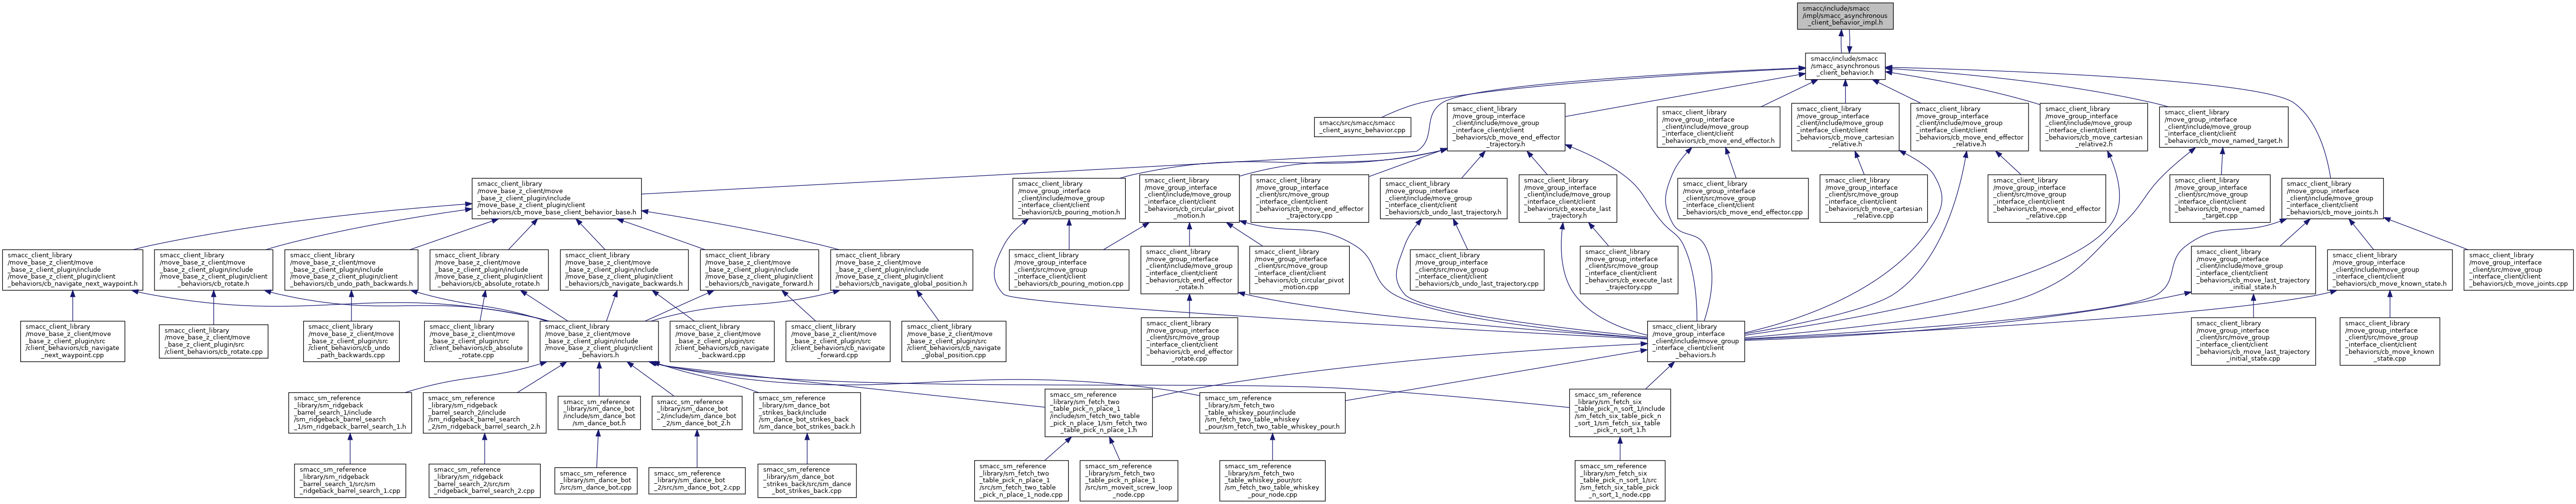 smacc/include/smacc
/impl/smacc_asynchronous
_client_behavior_impl.h
smacc/include/smacc
/smacc_asynchronous
_client_behavior.h
smacc/src/smacc/smacc
_client_async_behavior.cpp
smacc_client_library
/move_group_interface
_client/include/move_group
_interface_client/client
_behaviors/cb_move_end_effector
_trajectory.h
smacc_client_library
/move_group_interface
_client/include/move_group
_interface_client/client
_behaviors/cb_move_end_effector.h
smacc_client_library
/move_group_interface
_client/include/move_group
_interface_client/client
_behaviors/cb_move_cartesian
_relative.h
smacc_client_library
/move_group_interface
_client/include/move_group
_interface_client/client
_behaviors/cb_move_end_effector
_relative.h
smacc_client_library
/move_group_interface
_client/include/move_group
_interface_client/client
_behaviors/cb_move_cartesian
_relative2.h
smacc_client_library
/move_group_interface
_client/include/move_group
_interface_client/client
_behaviors/cb_move_named_target.h
smacc_client_library
/move_base_z_client/move
_base_z_client_plugin/include
/move_base_z_client_plugin/client
_behaviors/cb_move_base_client_behavior_base.h
smacc_client_library
/move_group_interface
_client/include/move_group
_interface_client/client
_behaviors/cb_pouring_motion.h
smacc_client_library
/move_group_interface
_client/include/move_group
_interface_client/client
_behaviors/cb_circular_pivot
_motion.h
smacc_client_library
/move_group_interface
_client/src/move_group
_interface_client/client
_behaviors/cb_move_end_effector
_trajectory.cpp
smacc_client_library
/move_group_interface
_client/include/move_group
_interface_client/client
_behaviors/cb_undo_last_trajectory.h
smacc_client_library
/move_group_interface
_client/include/move_group
_interface_client/client
_behaviors/cb_execute_last
_trajectory.h
smacc_client_library
/move_group_interface
_client/src/move_group
_interface_client/client
_behaviors/cb_move_end_effector.cpp
smacc_client_library
/move_group_interface
_client/src/move_group
_interface_client/client
_behaviors/cb_move_cartesian
_relative.cpp
smacc_client_library
/move_group_interface
_client/src/move_group
_interface_client/client
_behaviors/cb_move_end_effector
_relative.cpp
smacc_client_library
/move_group_interface
_client/src/move_group
_interface_client/client
_behaviors/cb_move_named
_target.cpp
smacc_client_library
/move_group_interface
_client/include/move_group
_interface_client/client
_behaviors/cb_move_joints.h
smacc_client_library
/move_base_z_client/move
_base_z_client_plugin/include
/move_base_z_client_plugin/client
_behaviors/cb_navigate_next_waypoint.h
smacc_client_library
/move_base_z_client/move
_base_z_client_plugin/include
/move_base_z_client_plugin/client
_behaviors/cb_rotate.h
smacc_client_library
/move_base_z_client/move
_base_z_client_plugin/include
/move_base_z_client_plugin/client
_behaviors/cb_undo_path_backwards.h
smacc_client_library
/move_base_z_client/move
_base_z_client_plugin/include
/move_base_z_client_plugin/client
_behaviors/cb_absolute_rotate.h
smacc_client_library
/move_base_z_client/move
_base_z_client_plugin/include
/move_base_z_client_plugin/client
_behaviors/cb_navigate_backwards.h
smacc_client_library
/move_base_z_client/move
_base_z_client_plugin/include
/move_base_z_client_plugin/client
_behaviors/cb_navigate_forward.h
smacc_client_library
/move_base_z_client/move
_base_z_client_plugin/include
/move_base_z_client_plugin/client
_behaviors/cb_navigate_global_position.h
smacc_client_library
/move_group_interface
_client/src/move_group
_interface_client/client
_behaviors/cb_pouring_motion.cpp
smacc_client_library
/move_group_interface
_client/include/move_group
_interface_client/client
_behaviors/cb_end_effector
_rotate.h
smacc_client_library
/move_group_interface
_client/src/move_group
_interface_client/client
_behaviors/cb_circular_pivot
_motion.cpp
smacc_client_library
/move_group_interface
_client/src/move_group
_interface_client/client
_behaviors/cb_undo_last_trajectory.cpp
smacc_client_library
/move_group_interface
_client/src/move_group
_interface_client/client
_behaviors/cb_execute_last
_trajectory.cpp
smacc_client_library
/move_group_interface
_client/include/move_group
_interface_client/client
_behaviors/cb_move_last_trajectory
_initial_state.h
smacc_client_library
/move_group_interface
_client/include/move_group
_interface_client/client
_behaviors/cb_move_known_state.h
smacc_client_library
/move_group_interface
_client/src/move_group
_interface_client/client
_behaviors/cb_move_joints.cpp
smacc_client_library
/move_base_z_client/move
_base_z_client_plugin/src
/client_behaviors/cb_navigate
_next_waypoint.cpp
smacc_client_library
/move_base_z_client/move
_base_z_client_plugin/src
/client_behaviors/cb_rotate.cpp
smacc_client_library
/move_base_z_client/move
_base_z_client_plugin/src
/client_behaviors/cb_undo
_path_backwards.cpp
smacc_client_library
/move_base_z_client/move
_base_z_client_plugin/src
/client_behaviors/cb_absolute
_rotate.cpp
smacc_client_library
/move_base_z_client/move
_base_z_client_plugin/include
/move_base_z_client_plugin/client
_behaviors.h
smacc_client_library
/move_base_z_client/move
_base_z_client_plugin/src
/client_behaviors/cb_navigate
_backward.cpp
smacc_client_library
/move_base_z_client/move
_base_z_client_plugin/src
/client_behaviors/cb_navigate
_forward.cpp
smacc_client_library
/move_base_z_client/move
_base_z_client_plugin/src
/client_behaviors/cb_navigate
_global_position.cpp
smacc_client_library
/move_group_interface
_client/src/move_group
_interface_client/client
_behaviors/cb_end_effector
_rotate.cpp
smacc_client_library
/move_group_interface
_client/include/move_group
_interface_client/client
_behaviors.h
smacc_client_library
/move_group_interface
_client/src/move_group
_interface_client/client
_behaviors/cb_move_last_trajectory
_initial_state.cpp
smacc_client_library
/move_group_interface
_client/src/move_group
_interface_client/client
_behaviors/cb_move_known
_state.cpp
smacc_sm_reference
_library/sm_ridgeback
_barrel_search_1/include
/sm_ridgeback_barrel_search
_1/sm_ridgeback_barrel_search_1.h
smacc_sm_reference
_library/sm_ridgeback
_barrel_search_2/include
/sm_ridgeback_barrel_search
_2/sm_ridgeback_barrel_search_2.h
smacc_sm_reference
_library/sm_dance_bot
/include/sm_dance_bot
/sm_dance_bot.h
smacc_sm_reference
_library/sm_dance_bot
_2/include/sm_dance_bot
_2/sm_dance_bot_2.h
smacc_sm_reference
_library/sm_dance_bot
_strikes_back/include
/sm_dance_bot_strikes_back
/sm_dance_bot_strikes_back.h
smacc_sm_reference
_library/sm_fetch_two
_table_pick_n_place_1
/include/sm_fetch_two_table
_pick_n_place_1/sm_fetch_two
_table_pick_n_place_1.h
smacc_sm_reference
_library/sm_fetch_two
_table_whiskey_pour/include
/sm_fetch_two_table_whiskey
_pour/sm_fetch_two_table_whiskey_pour.h
smacc_sm_reference
_library/sm_fetch_six
_table_pick_n_sort_1/include
/sm_fetch_six_table_pick_n
_sort_1/sm_fetch_six_table
_pick_n_sort_1.h
smacc_sm_reference
_library/sm_ridgeback
_barrel_search_1/src/sm
_ridgeback_barrel_search_1.cpp
smacc_sm_reference
_library/sm_ridgeback
_barrel_search_2/src/sm
_ridgeback_barrel_search_2.cpp
smacc_sm_reference
_library/sm_dance_bot
/src/sm_dance_bot.cpp
smacc_sm_reference
_library/sm_dance_bot
_2/src/sm_dance_bot_2.cpp
smacc_sm_reference
_library/sm_dance_bot
_strikes_back/src/sm_dance
_bot_strikes_back.cpp
smacc_sm_reference
_library/sm_fetch_two
_table_pick_n_place_1
/src/sm_fetch_two_table
_pick_n_place_1_node.cpp
smacc_sm_reference
_library/sm_fetch_two
_table_pick_n_place_1
/src/sm_moveit_screw_loop
_node.cpp
smacc_sm_reference
_library/sm_fetch_two
_table_whiskey_pour/src
/sm_fetch_two_table_whiskey
_pour_node.cpp
smacc_sm_reference
_library/sm_fetch_six
_table_pick_n_sort_1/src
/sm_fetch_six_table_pick
_n_sort_1_node.cpp